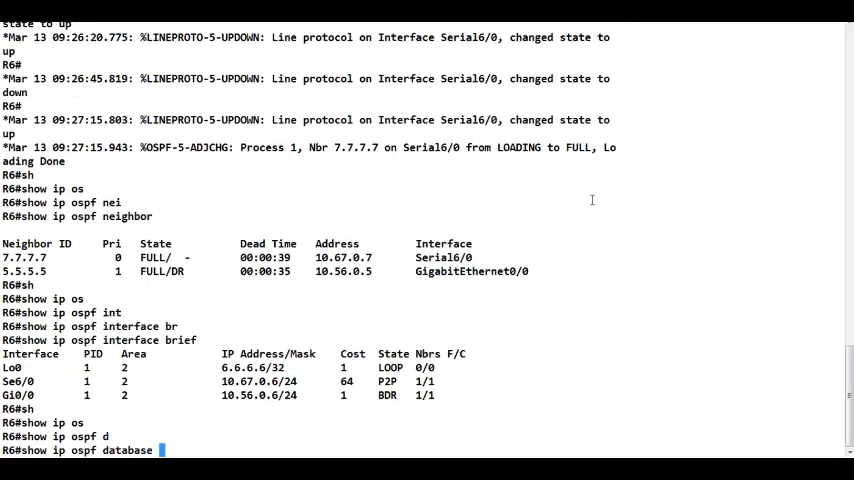 state to up
*Mar 13 09:26:20.775: %LINEPROTO-5-UPDOWN: Line protocol on Interface Serial6/0, changed state to
up
R6#
*Mar 13 09:26:45.819: %LINEPROTO-5-UPDOWN: Line protocol on Interface Serial6/0, changed state to
down
R6#
*Mar 13 09:27:15.803: %LINEPROTO-5-UPDOWN: Line protocol on Interface Serial6/0, changed state to
up
*Mar 13 09:27:15.943: %OSPF-5-ADJCHG: Process 1, Nbr 7.7.7.7 on Serial6/0 from LOADING to FULL, Lo
ading Done
R6#sh
R6#show ip os
R6#show ip ospf nei
R6#show ip ospf neighbor
Neighbor ID     Pri   State           Dead Time   Address         Interface
7.7.7.7           0   FULL/  -        00:00:39    10.67.0.7       Serial6/0
5.5.5.5           1   FULL/DR         00:00:35    10.56.0.5       GigabitEthernet0/0
R6#sh
R6#show ip os
R6#show ip ospf int
R6#show ip ospf interface br
R6#show ip ospf interface brief
Interface    PID   Area            IP Address/Mask    Cost  State Nbrs F/C
Lo0          1     2               6.6.6.6/32         1     LOOP  0/0
Se6/0        1     2               10.67.0.6/24       64    P2P   1/1
Gi0/0        1     2               10.56.0.6/24       1     BDR   1/1
R6#sh
R6#show ip os
R6#show ip ospf d
R6#show ip ospf database